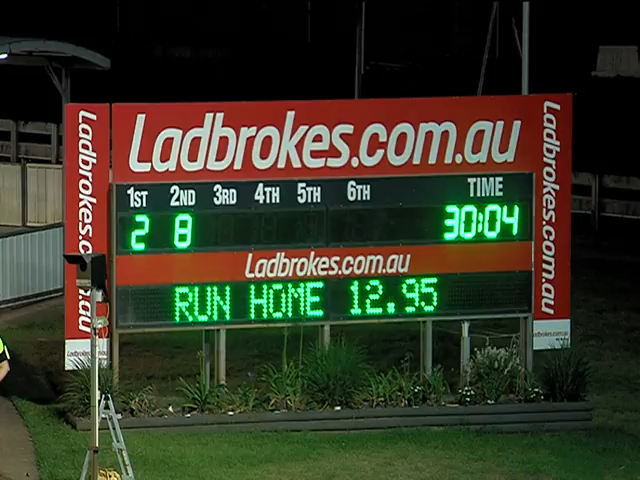 Ladbrokes.com.au
1ST 2ND 3RD 4TH 5TH 6TH TIME
2 8 30:04
Ladbrokes.com.au
RUN HOME 12.95
Ladbrokes.c
.au
Ladbrokes.com.au